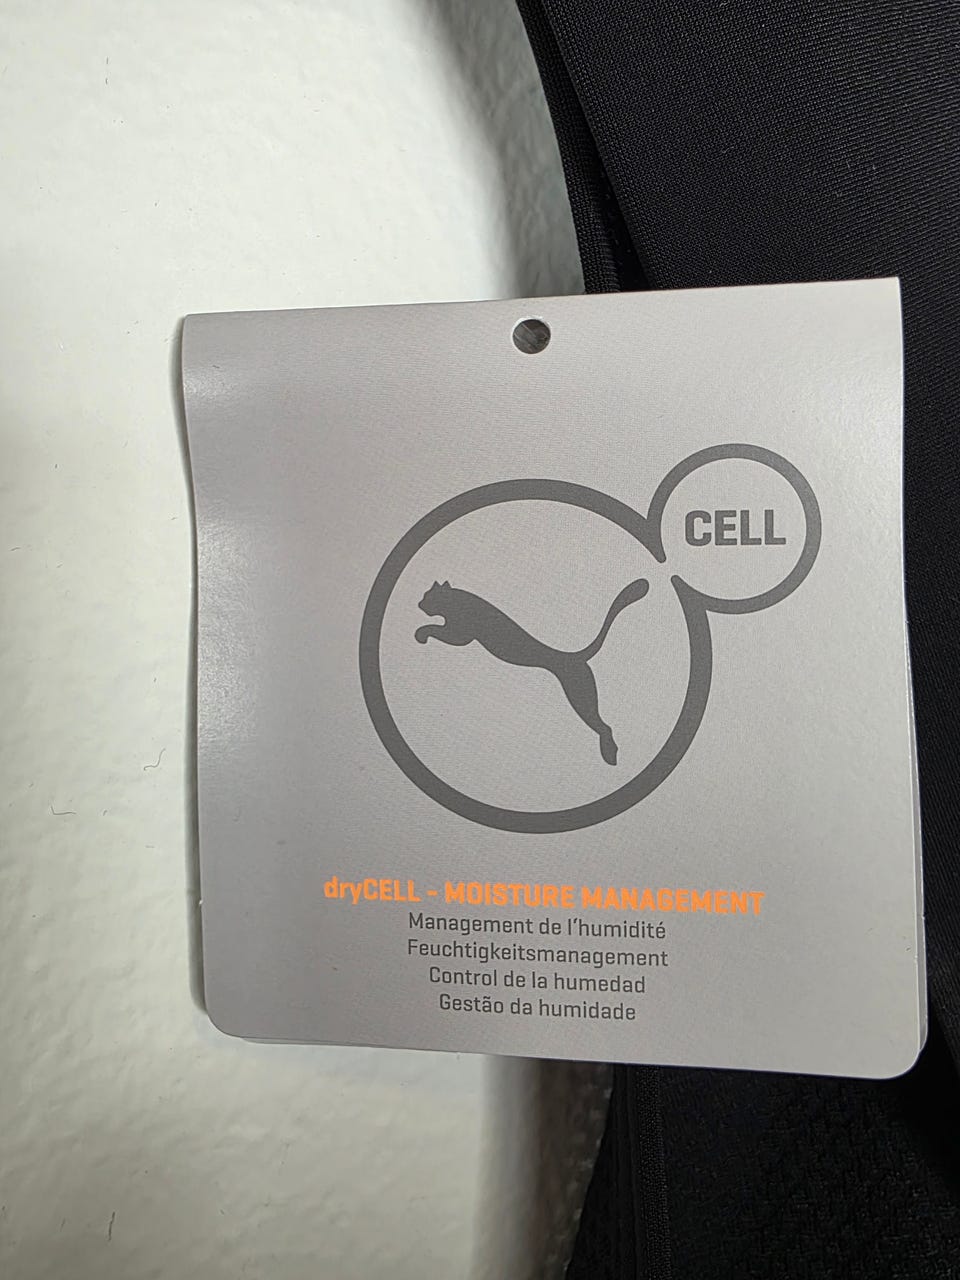 CELL
dryCELL - MOISTURE MANAGEMENT
Management de l'humidité
Feuchtigkeitsmanagement
Control de la humedad
Gestão da humidade